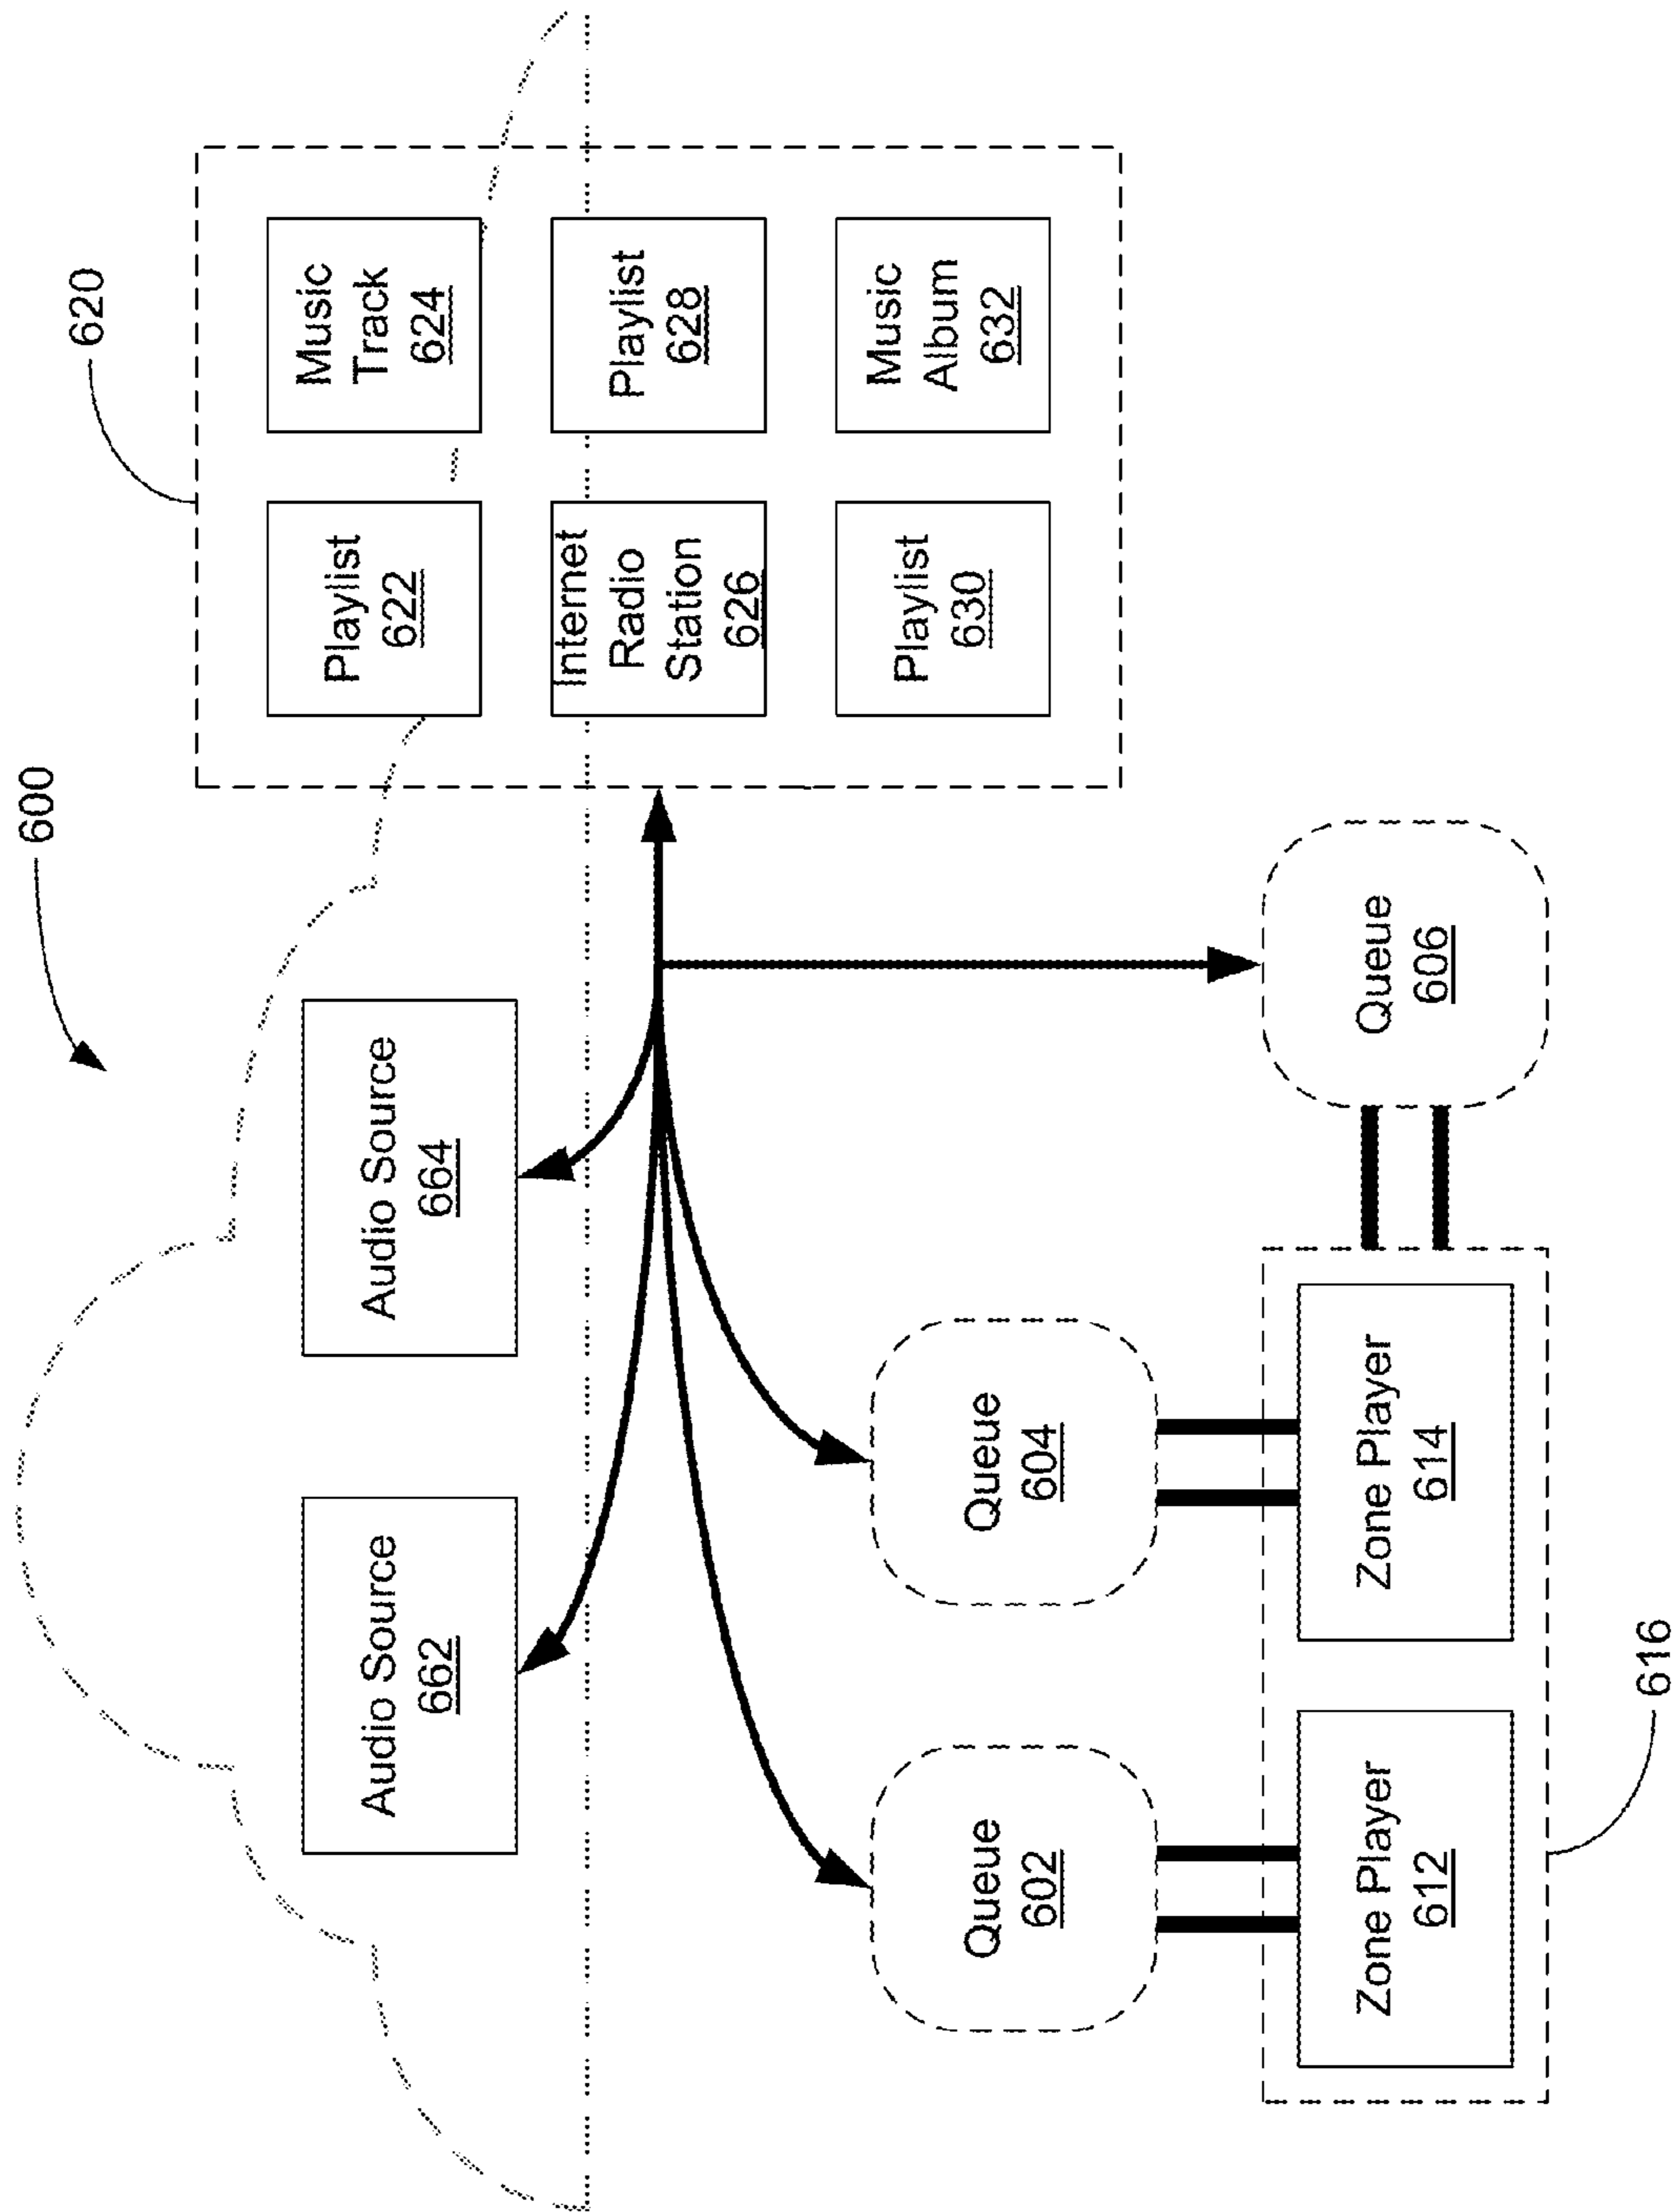 600
620
Audio Source
662
Audio Source
664
Playlist
622
Music
Track
624
Internet
Radio
Station
626
Playlist
628
Playlist
630
Music
Album
632
Queue
602
Queue
604
Queue
606
Zone Player
612
Zone Player
614
616